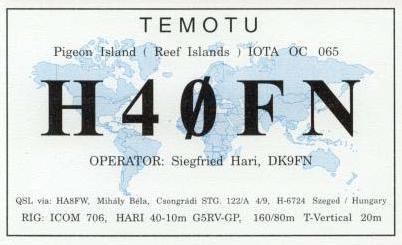 TEMOTU
Pigeon Island ( Reef Islands ) IOTA OC 065
H4ØFN
OPERATOR: Siegfried Hari, DK9FN
QSL via: HA8FW, Mihály Béla, Csongrádi STG. 122/A 4/9, H-6724 Szeged / Hungary
RIG: ICOM 706, HARI 40-10m G5RV-GP, 160/80m T-Vertical 20m